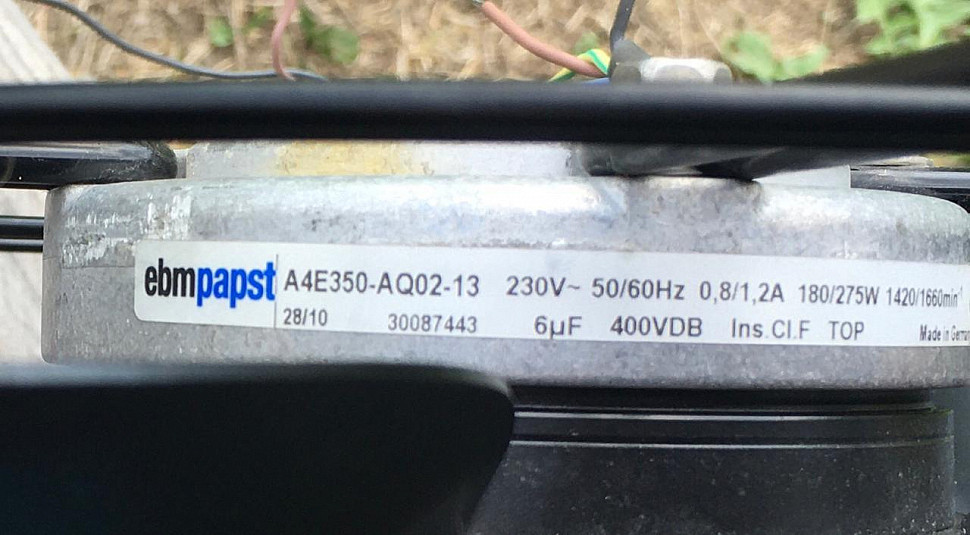 ebmpapst A4E350-AQ02-13 230V~ 50/60Hz 0,8/1,2A 180/275W 1420/1660min⁻¹
28/10 30087443 6µF 400VDB Ins.Cl.F TOP Made in